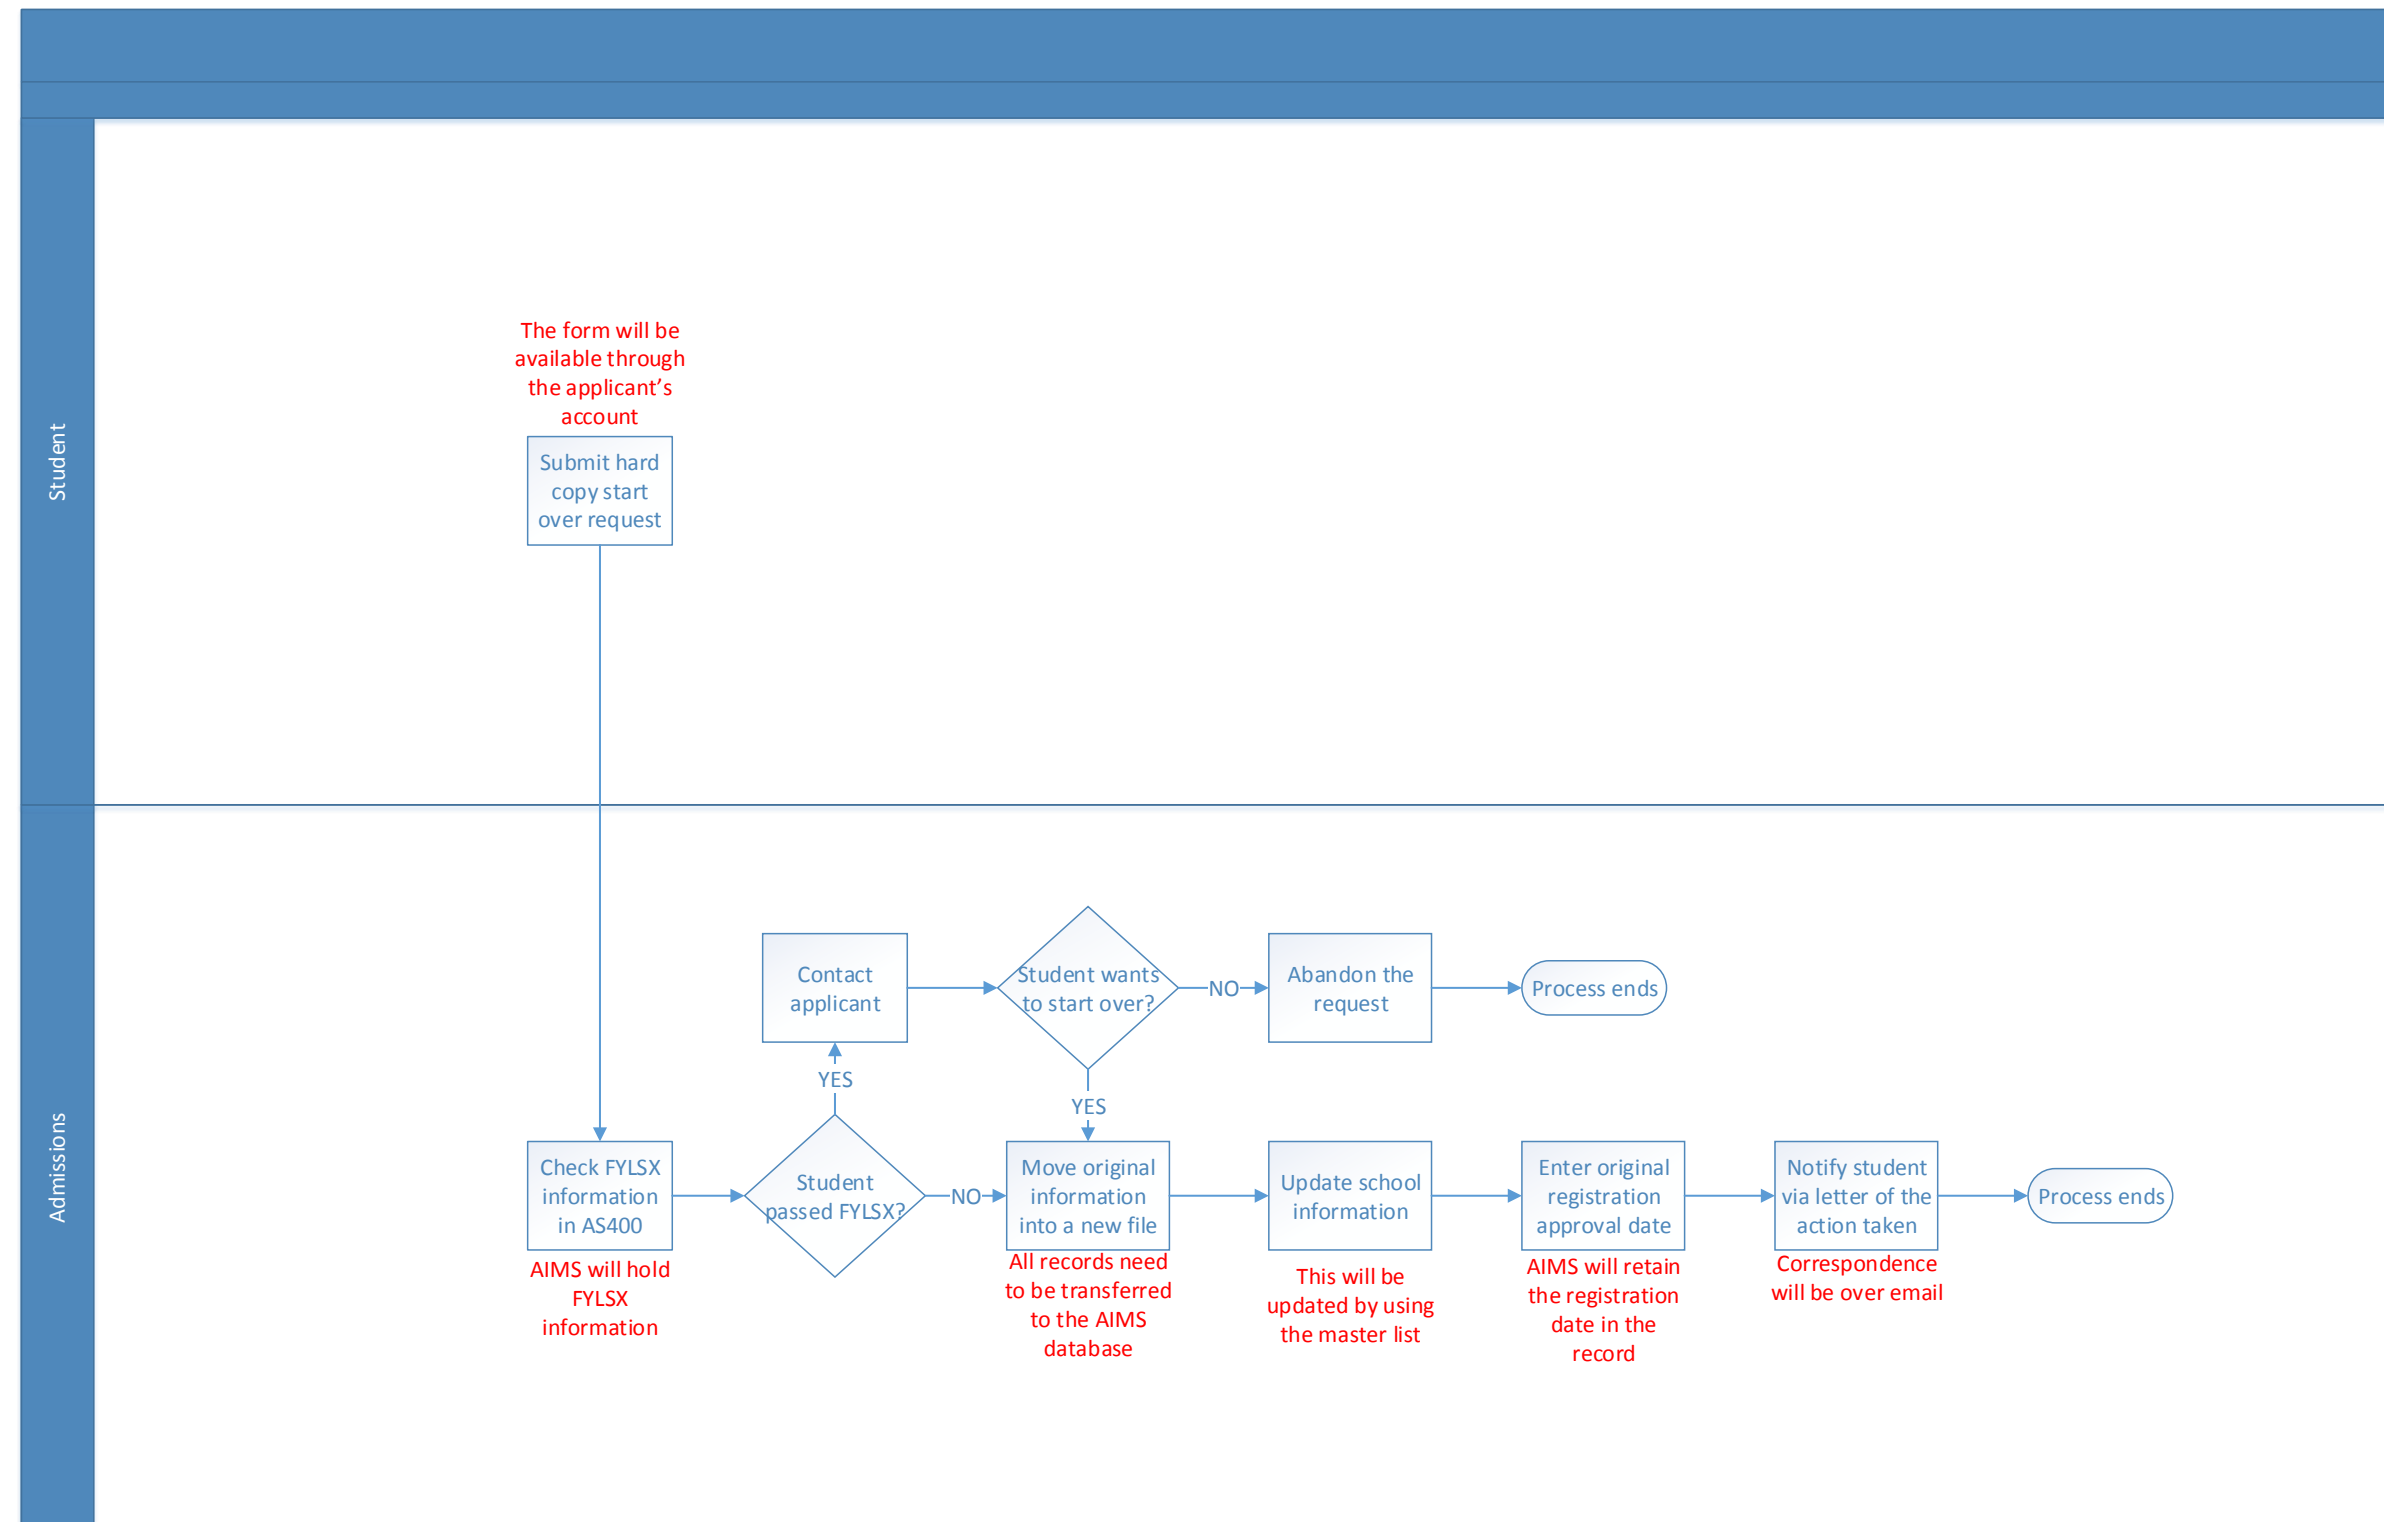 Student
The form will be
available through
the applicant's
account
Submit hard
copy start
over request
Admissions
Contact
applicant
Student wants
to start over?
NO
Abandon the
request
Process ends
YES
YES
Check FYLSX
information
in AS400
AIMS will hold
FYLSX
information
Student
passed FYLSX?
NO
Move original
information
into a new file
All records need
to be transferred
to the AIMS
database
Update school
information
This will be
updated by using
the master list
Enter original
registration
approval date
AIMS will retain
the registration
date in the
record
Notify student
via letter of the
action taken
Correspondence
will be over email
Process ends